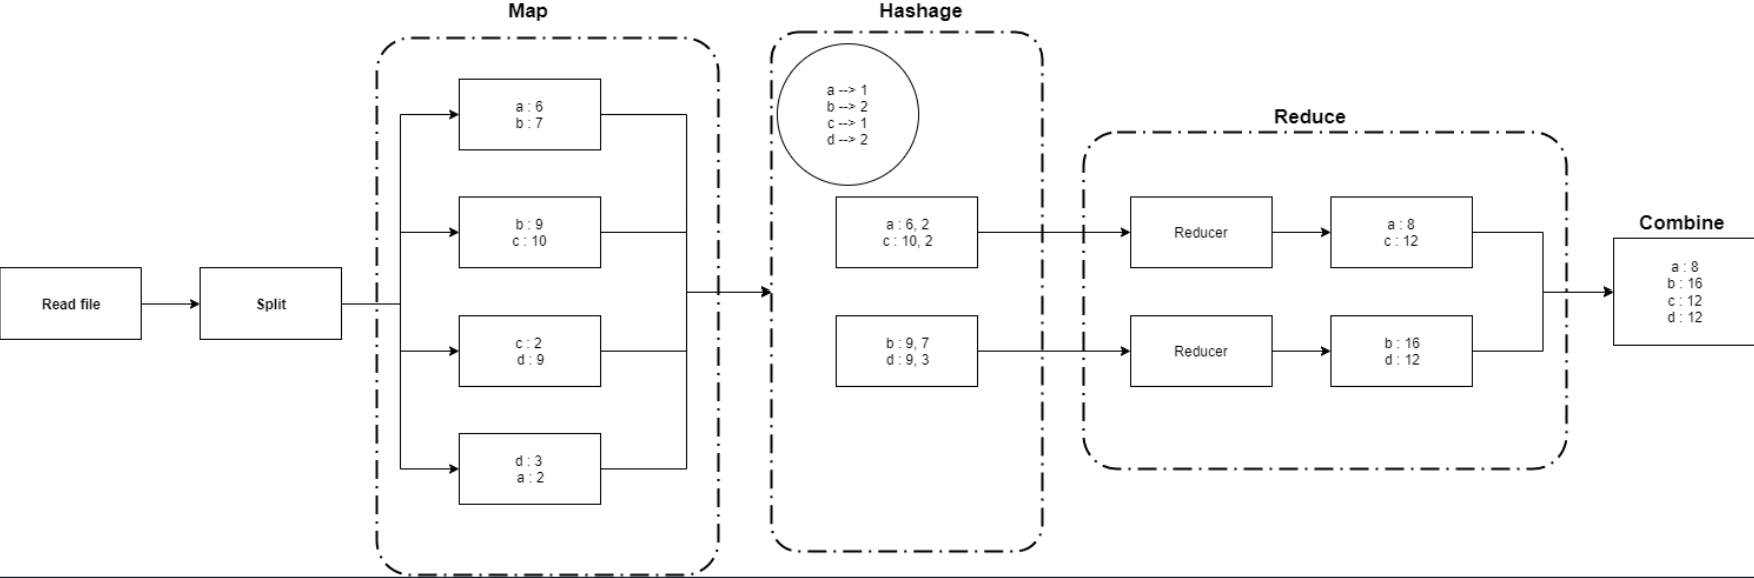 Read file
Split
Map
a : 6
b : 7
b : 9
c : 10
c : 2
d : 9
d : 3
a : 2
Hashage
a --> 1
b --> 2
c --> 1
d --> 2
a : 6, 2
c : 10, 2
b : 9, 7
d : 9, 3
Reduce
Reducer
a : 8
c : 12
Reducer
b : 16
d : 12
Combine
a : 8
b : 16
c : 12
d : 12